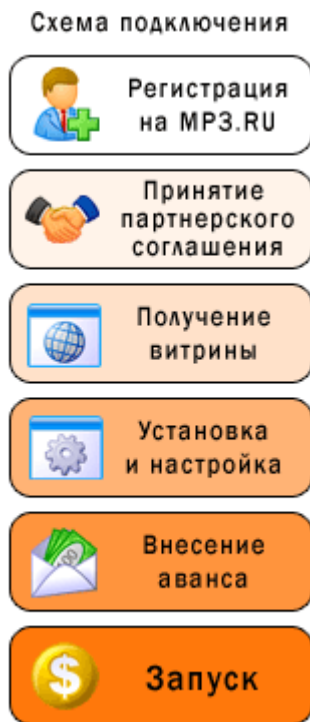 Схема подключения
Регистрация
на MP3.RU
Принятие
партнерского
соглашения
Получение
витрины
Установка
и настройка
Внесение
аванса
Запуск